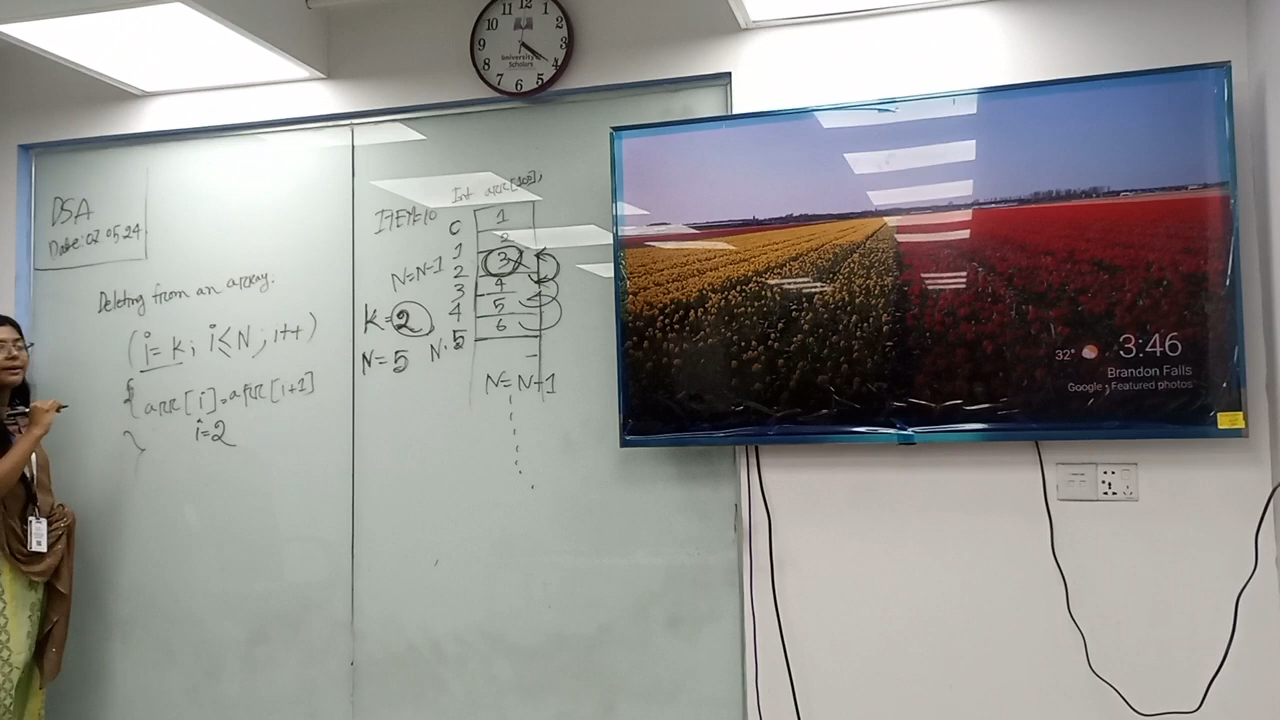 DSA
Date: 02.05.24
Deleting from an array.
(i=k; i≤N; i++)
{ arr[i]=arr[i+1]
i=2
}
Int arr[100];
ITEM=10
0 1
1 2
2 3
3 4
4 5
5 6
N=N-1
K=2
N=5
N=N+1
11 12 1
10 2
9 3
8 4
7 6 5
University
Scholars
32° 3:46
Brandon Falls
Google - Featured photos